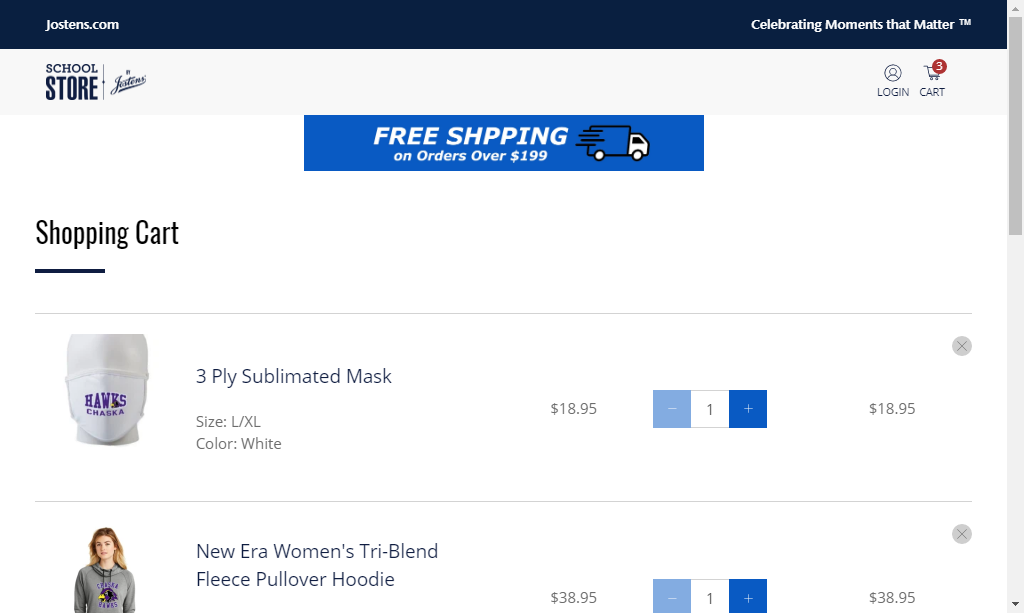 Jostens.com
Celebrating Moments that Matter ™
SCHOOL
STORE
BY
Jostens
LOGIN
3
CART
FREE SHPPING
on Orders Over $199
Shopping Cart
HAWKS
CHASKA
3 Ply Sublimated Mask
Size: L/XL
Color: White
$18.95
− 1 +
$18.95
CHASKA
HAWKS
New Era Women's Tri-Blend
Fleece Pullover Hoodie
$38.95
− 1 +
$38.95